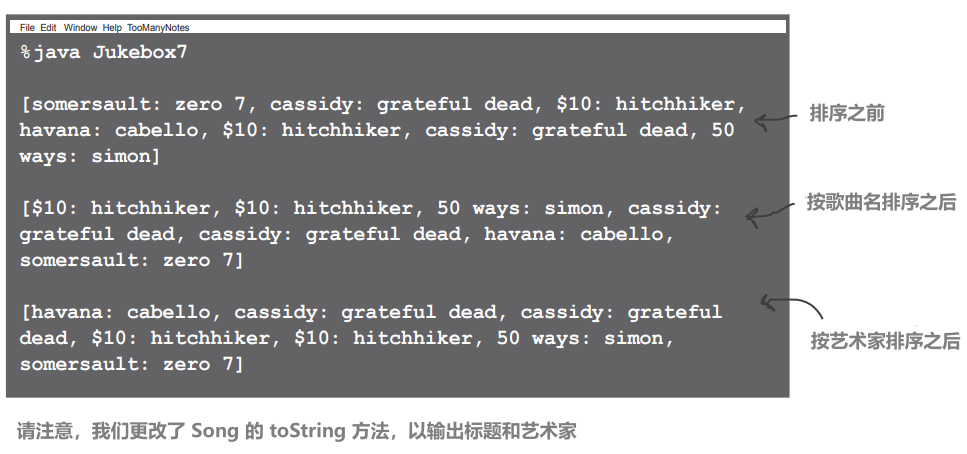 File Edit Window Help TooManyNotes
%java Jukebox7
[somersault: zero 7, cassidy: grateful dead, $10: hitchhiker,
havana: cabello, $10: hitchhiker, cassidy: grateful dead, 50
ways: simon]
排序之前
[$10: hitchhiker, $10: hitchhiker, 50 ways: simon, cassidy:
grateful dead, cassidy: grateful dead, havana: cabello,
somersault: zero 7]
按歌曲名排序之后
[havana: cabello, cassidy: grateful dead, cassidy: grateful
dead, $10: hitchhiker, $10: hitchhiker, 50 ways: simon,
somersault: zero 7]
按艺术家排序之后
请注意，我们更改了 Song 的 toString 方法，以输出标题和艺术家